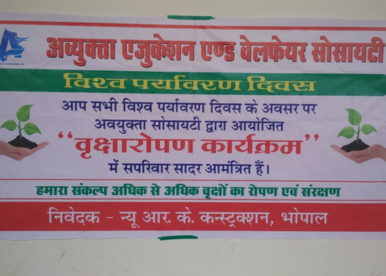 अव्युक्ता एजुकेशन एण्ड वेलफेयर सोसायटी
विश्व पर्यावरण दिवस
आप सभी विश्व पर्यावरण दिवस के अवसर पर
अवयुक्ता सोसायटी द्वारा आयोजित
“वृक्षारोपण कार्यक्रम”
में सपरिवार सादर आमंत्रित हैं।
हमारा संकल्प अधिक से अधिक वृक्षों का रोपण एवं संरक्षण
निवेदक - न्यू आर. के. कन्स्ट्रक्शन, भोपाल